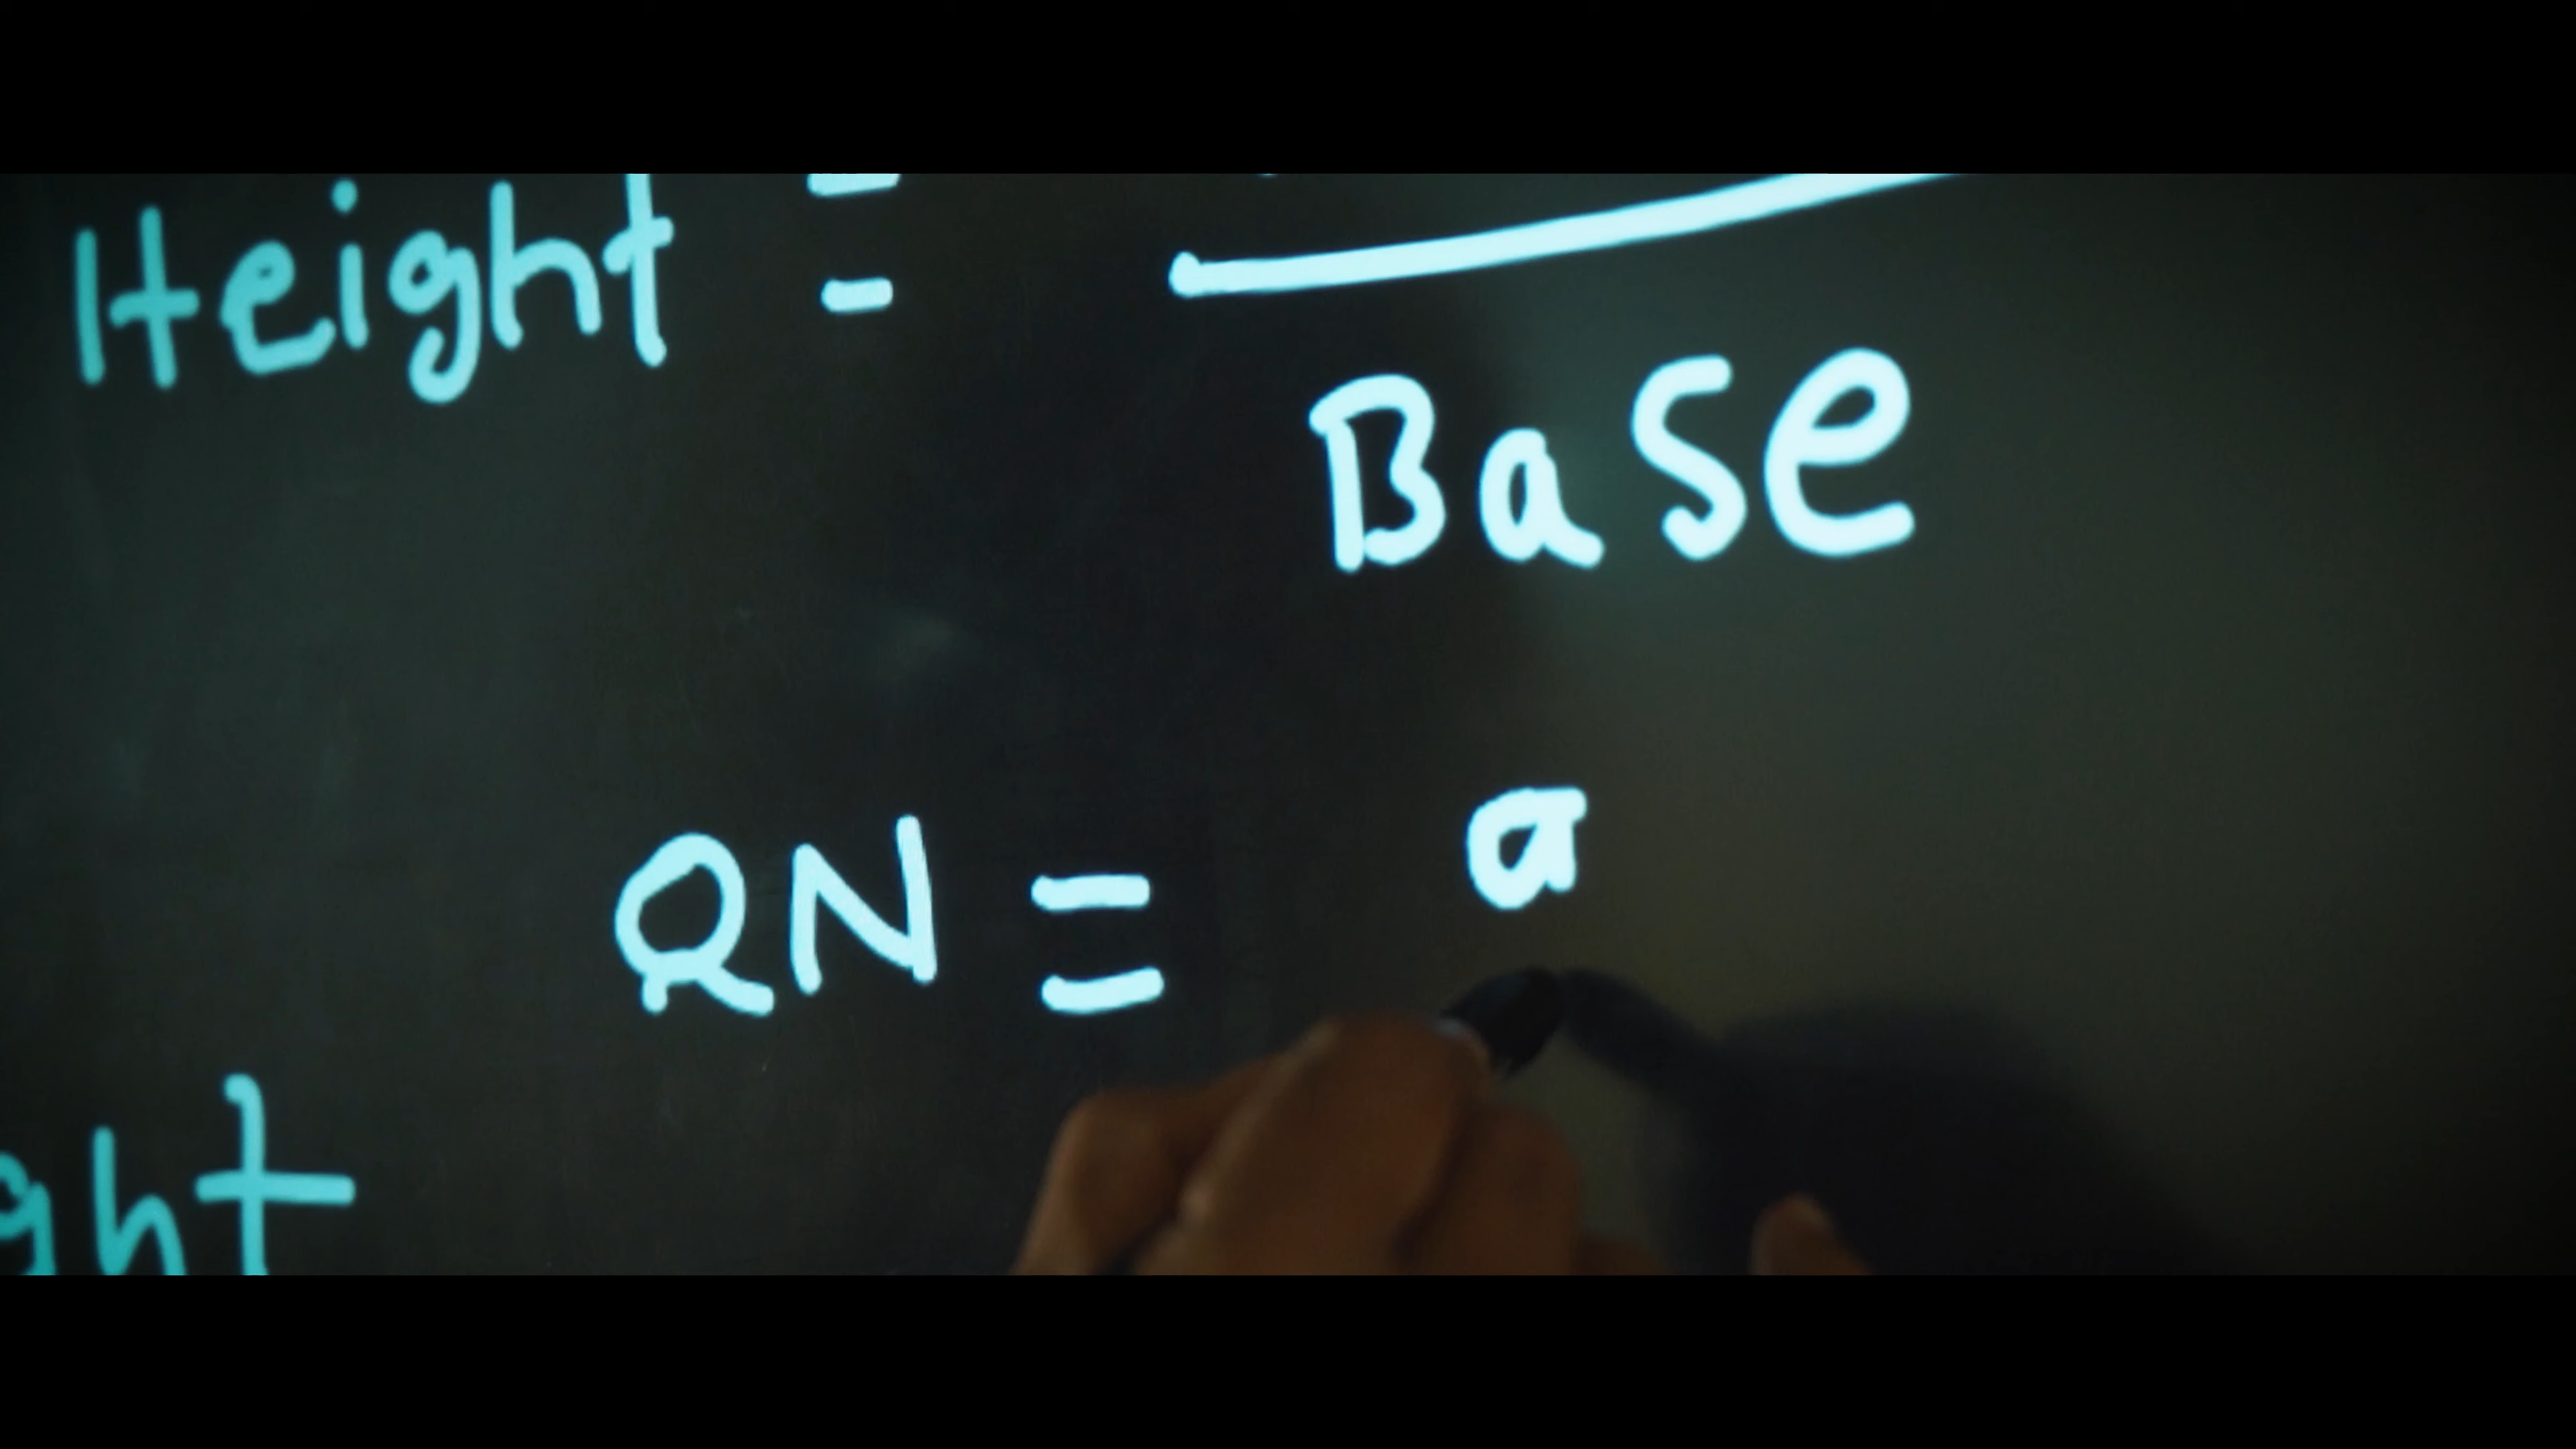 Height =
Base
QN = a
ght